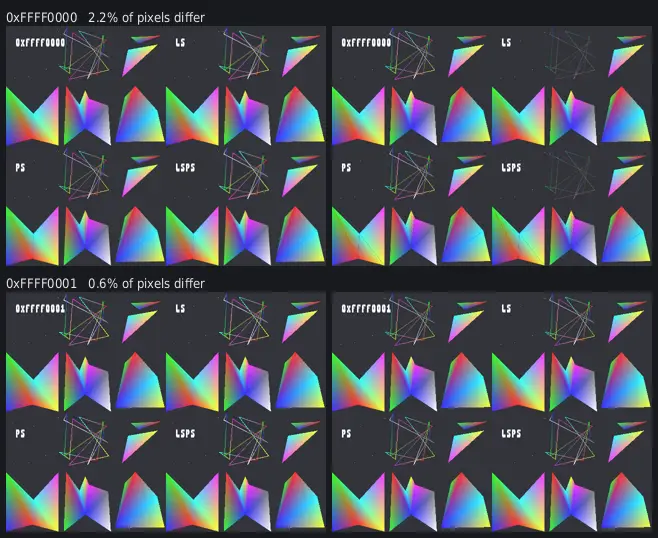 0xFFFF0000 2.2% of pixels differ
0xFFFF0000 LS 0xFFFF0000 LS
PS LSPS PS LSPS
0xFFFF0001 0.6% of pixels differ
0xFFFF0001 LS 0xFFFF0001 LS
PS LSPS PS LSPS